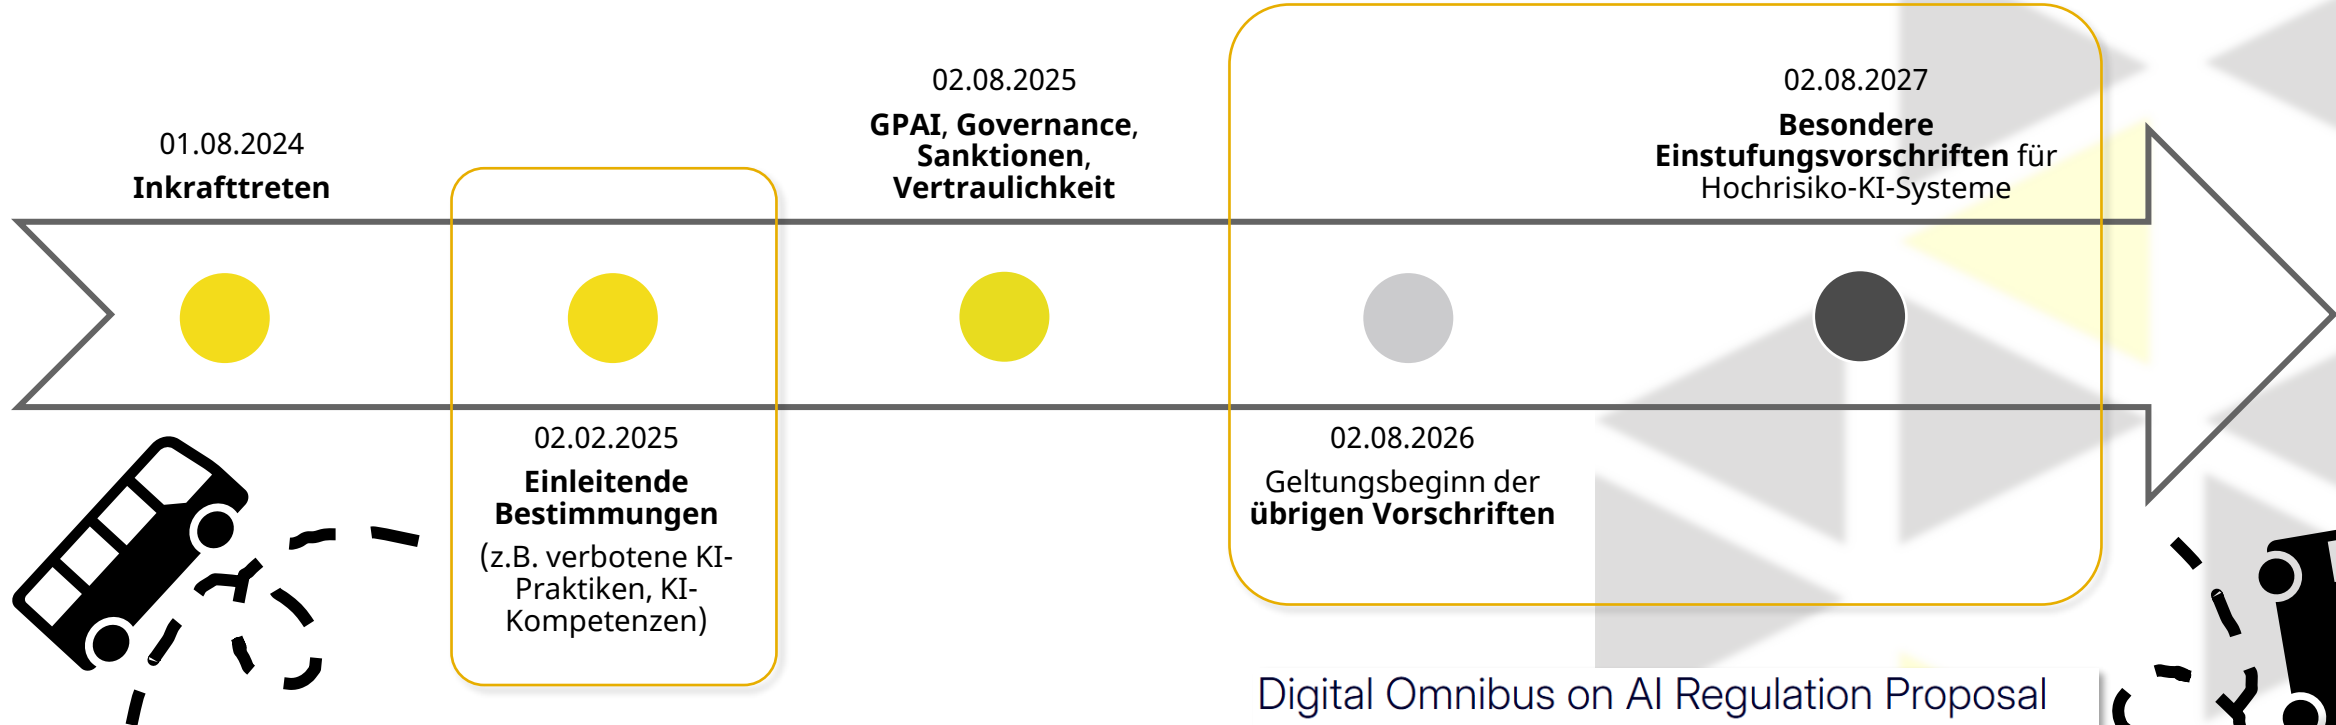 01.08.2024
Inkrafttreten
02.02.2025
Einleitende
Bestimmungen
(z.B. verbotene KI-
Praktiken, KI-
Kompetenzen)
02.08.2025
GPAI, Governance,
Sanktionen,
Vertraulichkeit
02.08.2026
Geltungsbeginn der
übrigen Vorschriften
02.08.2027
Besondere
Einstufungsvorschriften für
Hochrisiko-KI-Systeme
Digital Omnibus on AI Regulation Proposal